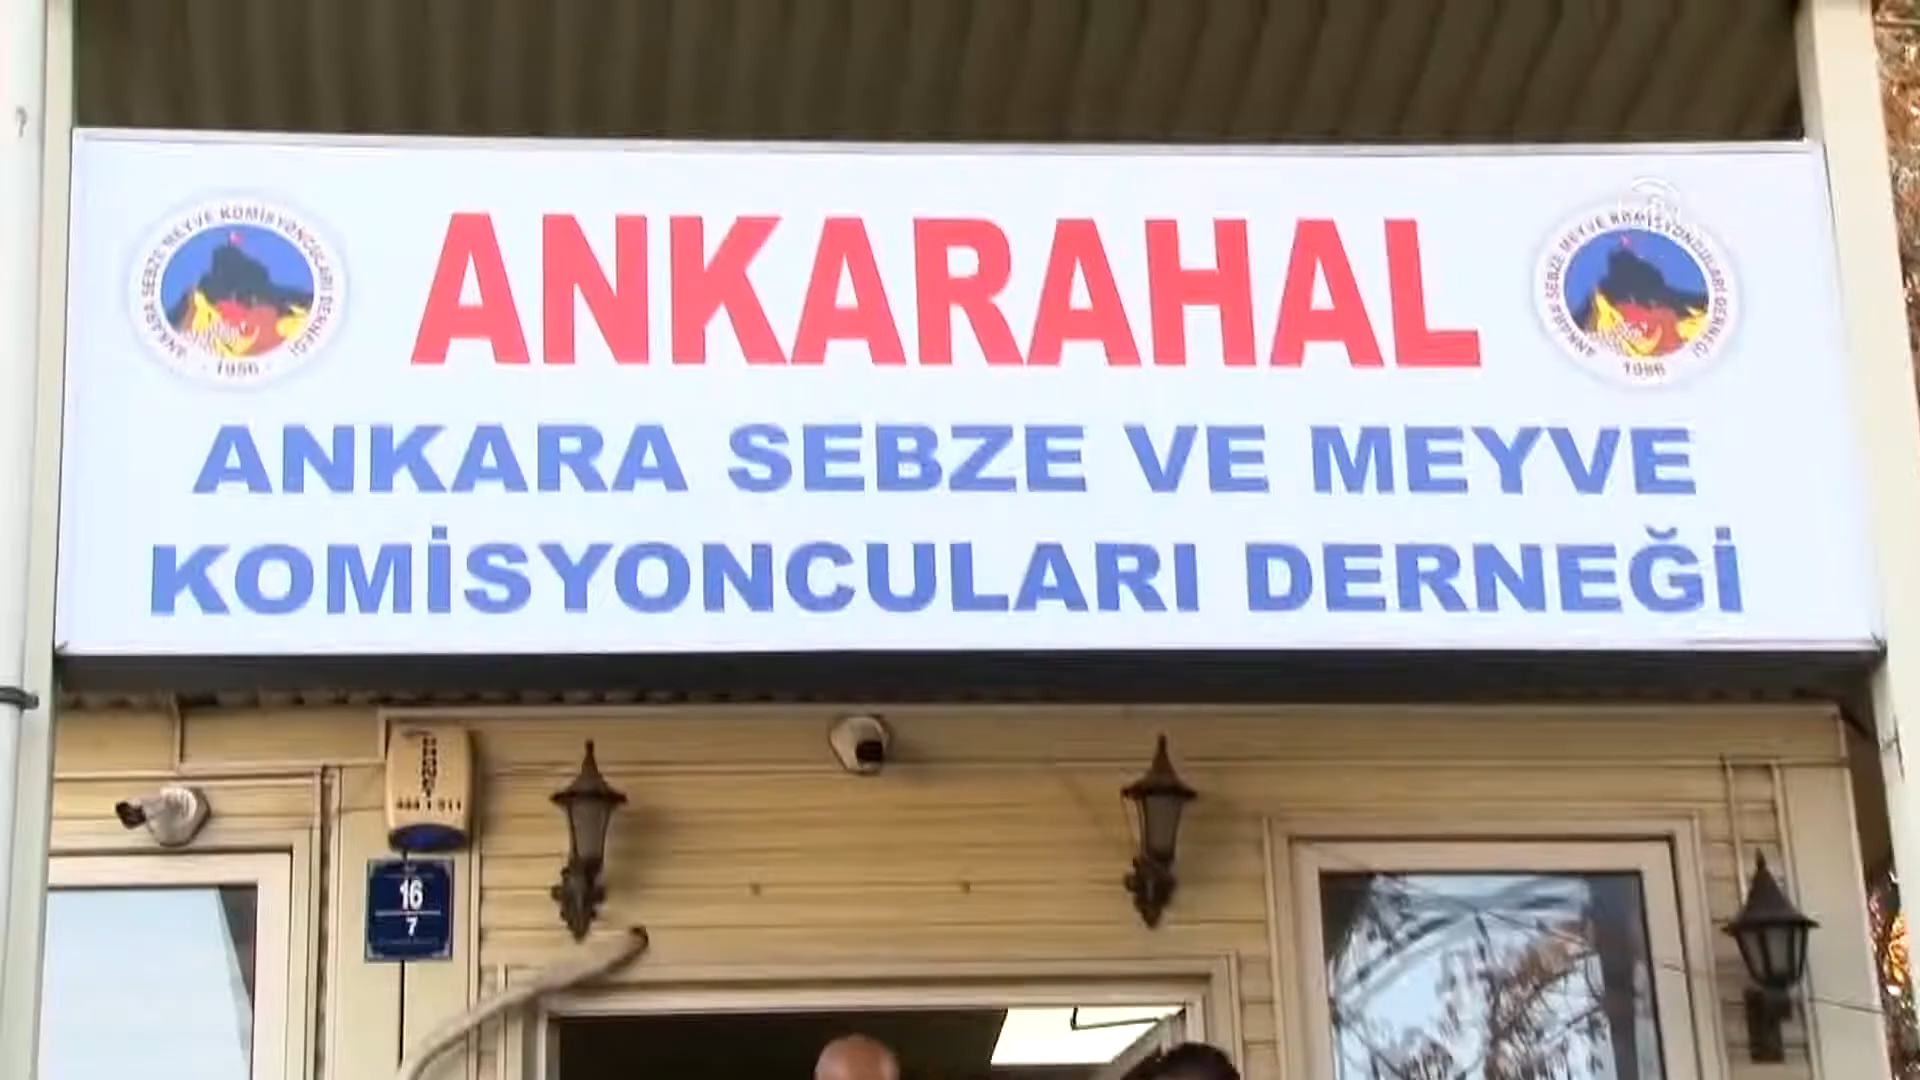 ANKARAHAL
ANKARA SEBZE MEYVE KOMİSYONCULARI DERNEĞİ
1956
ANKARA SEBZE MEYVE KOMİSYONCULARI DERNEĞİ
1956
ANKARA SEBZE VE MEYVE
KOMİSYONCULARI DERNEĞİ
16
7